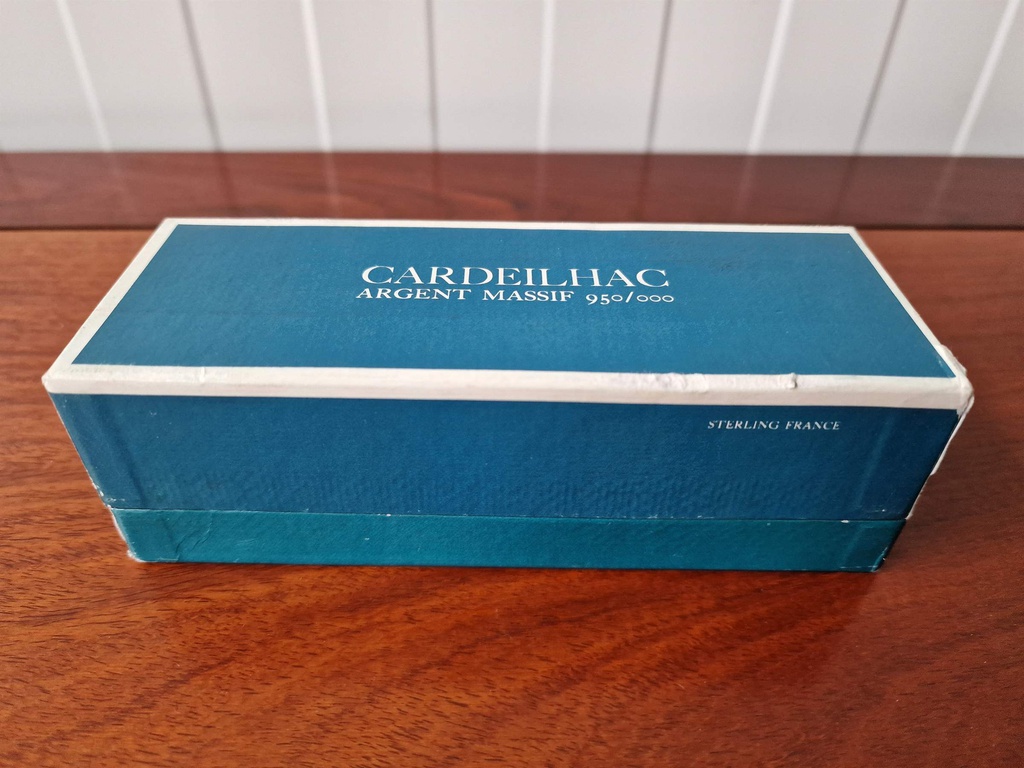 CARDEILHAC
ARGENT MASSIF 950/000
STERLING FRANCE